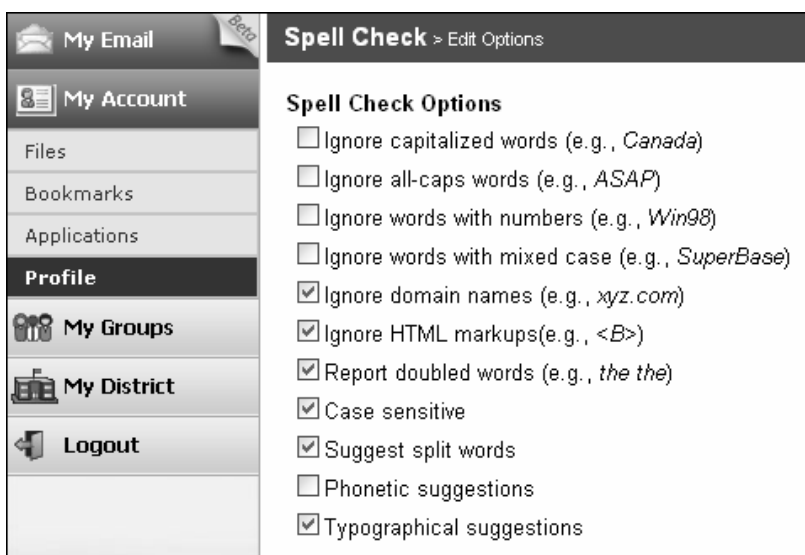 My Email
Beta
My Account
Files
Bookmarks
Applications
Profile
My Groups
My District
Logout
Spell Check > Edit Options
Spell Check Options
Ignore capitalized words (e.g., Canada)
Ignore all-caps words (e.g., ASAP)
Ignore words with numbers (e.g., Win98)
Ignore words with mixed case (e.g., SuperBase)
Ignore domain names (e.g., xyz.com)
Ignore HTML markups(e.g., <B>)
Report doubled words (e.g., the the)
Case sensitive
Suggest split words
Phonetic suggestions
Typographical suggestions